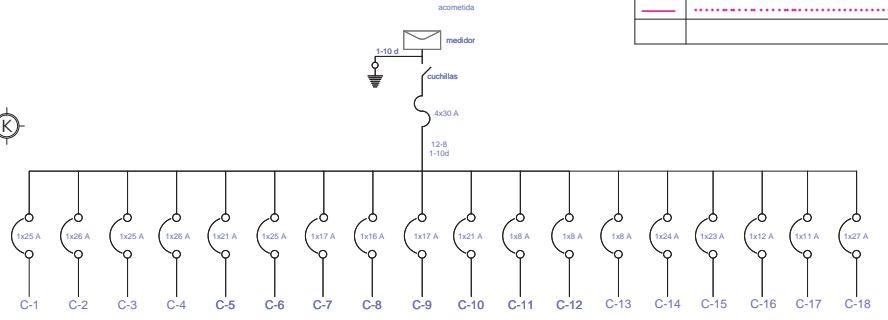 acometida
medidor
1-10 d
cuchillas
4x30 A
K
12-8
1-10d
1x25 A 1x26 A 1x25 A 1x26 A 1x21 A 1x25 A 1x17 A 1x16 A 1x17 A 1x21 A 1x8 A 1x8 A 1x8 A 1x24 A 1x23 A 1x12 A 1x11 A 1x27 A
C-1 C-2 C-3 C-4 C-5 C-6 C-7 C-8 C-9 C-10 C-11 C-12 C-13 C-14 C-15 C-16 C-17 C-18